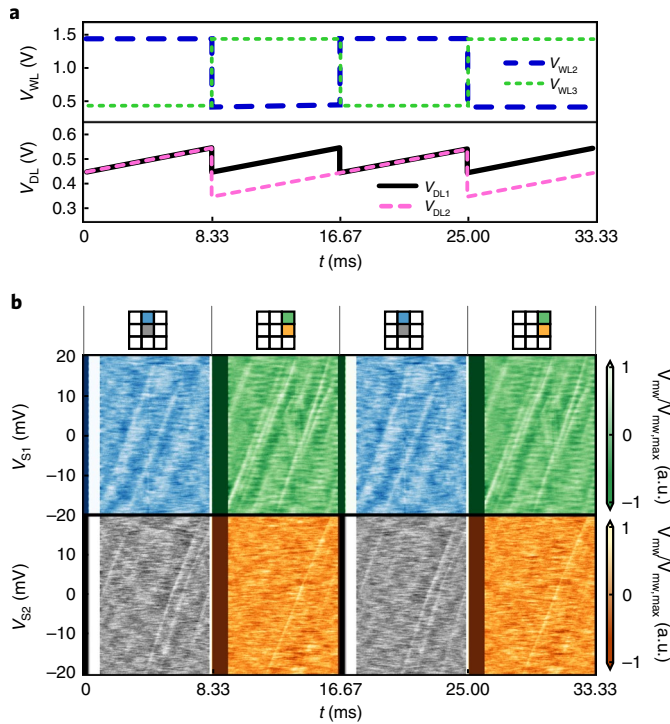 a
V_WL (V)
1.5
1.0
0.5
V_WL2
V_WL3
V_DL (V)
0.6
0.5
0.4
0.3
V_DL1
V_DL2
0 8.33 16.67 25.00 33.33
t (ms)
b
V_S1 (mV)
20
10
0
−10
−20
1
0
−1
V_mw/V_mw,max (a.u.)
V_S2 (mV)
10
0
−10
−20
1
0
−1
V_mw/V_mw,max (a.u.)
0 8.33 16.67 25.00 33.33
t (ms)